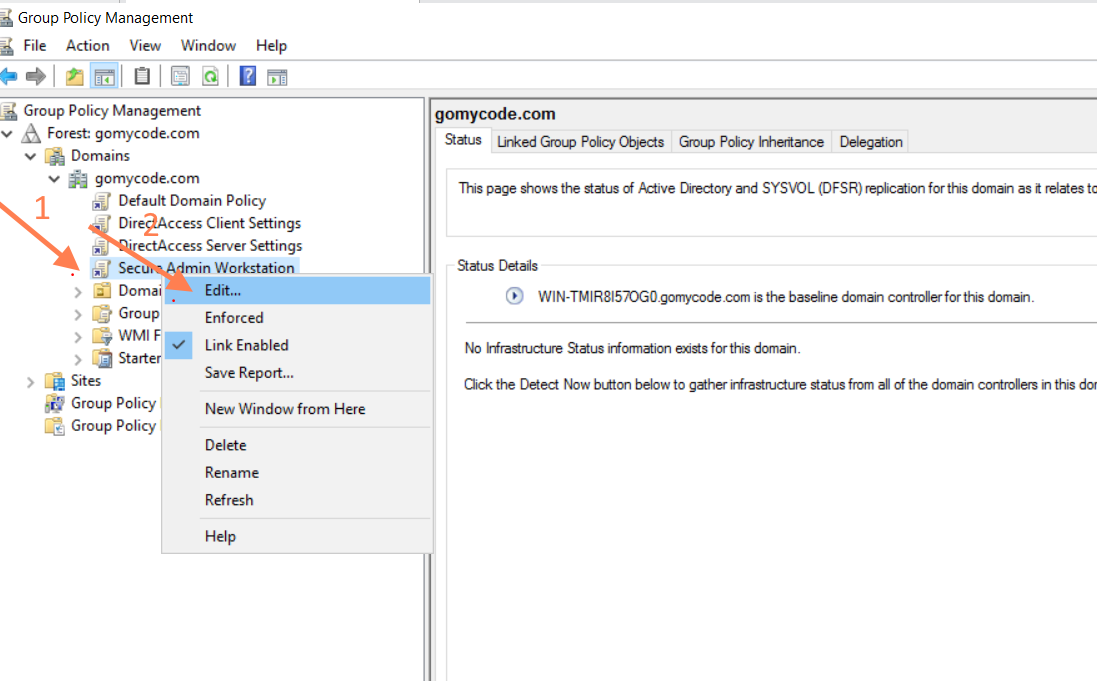 Group Policy Management
File Action View Window Help
Group Policy Management
Forest: gomycode.com
Domains
gomycode.com
Default Domain Policy
DirectAccess Client Settings
DirectAccess Server Settings
Secure Admin Workstation
Domai
Group
WMI F
Starter
Sites
Group Policy
Group Policy
1
2
Edit...
Enforced
Link Enabled
Save Report...
New Window from Here
Delete
Rename
Refresh
Help
gomycode.com
Status Linked Group Policy Objects Group Policy Inheritance Delegation
This page shows the status of Active Directory and SYSVOL (DFSR) replication for this domain as it relates to
Status Details
WIN-TMIR8I57OG0.gomycode.com is the baseline domain controller for this domain.
No Infrastructure Status information exists for this domain.
Click the Detect Now button below to gather infrastructure status from all of the domain controllers in this do